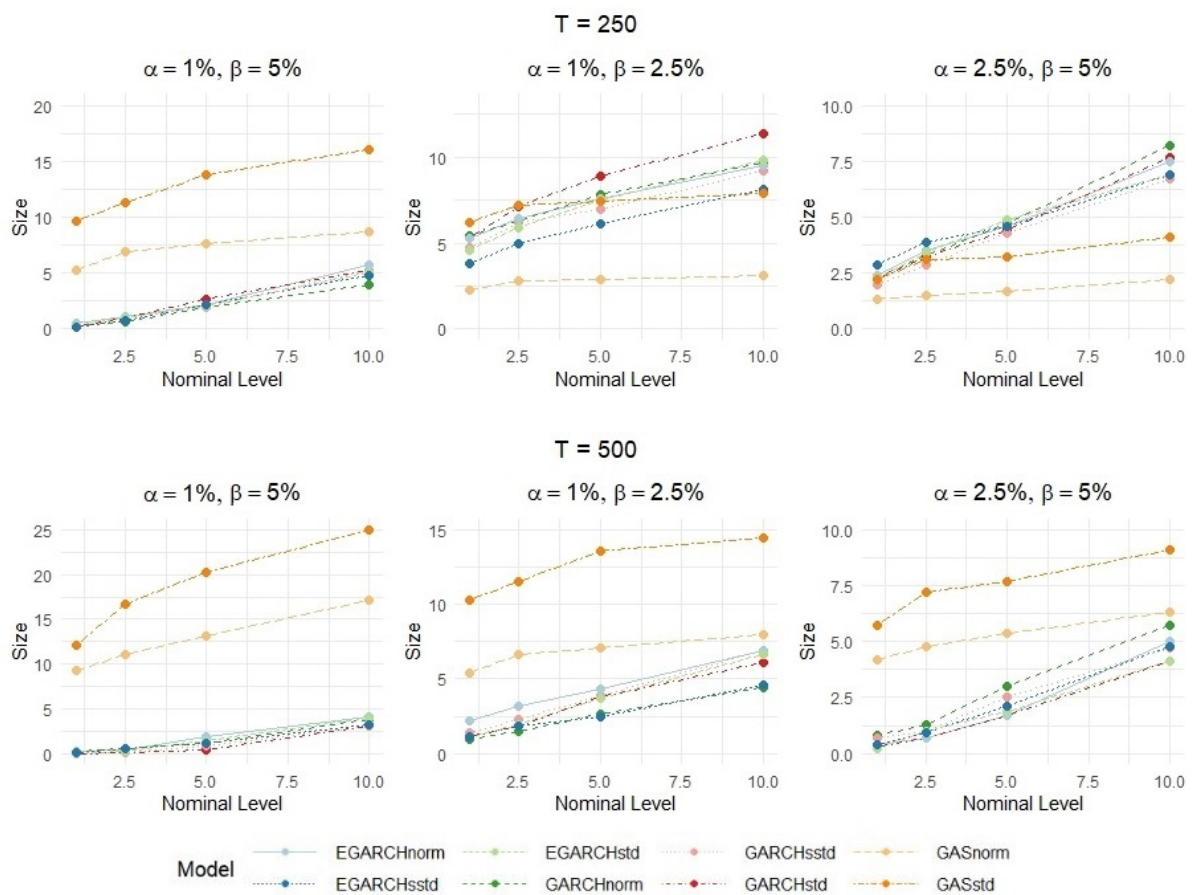 T = 250
α = 1%, β = 5%
α = 1%, β = 2.5%
α = 2.5%, β = 5%
20
15
10
5
0
Size
2.5 5.0 7.5 10.0
Nominal Level
10
5
0
Size
2.5 5.0 7.5 10.0
Nominal Level
10.0
7.5
5.0
2.5
0.0
Size
2.5 5.0 7.5 10.0
Nominal Level
T = 500
α = 1%, β = 5%
α = 1%, β = 2.5%
α = 2.5%, β = 5%
25
20
15
10
5
0
Size
2.5 5.0 7.5 10.0
Nominal Level
15
10
5
0
Size
2.5 5.0 7.5 10.0
Nominal Level
10.0
7.5
5.0
2.5
0.0
Size
2.5 5.0 7.5 10.0
Nominal Level
Model
EGARCHnorm EGARCHstd GARCHsstd GASnorm
EGARCHsstd GARCHnorm GARCHstd GASstd